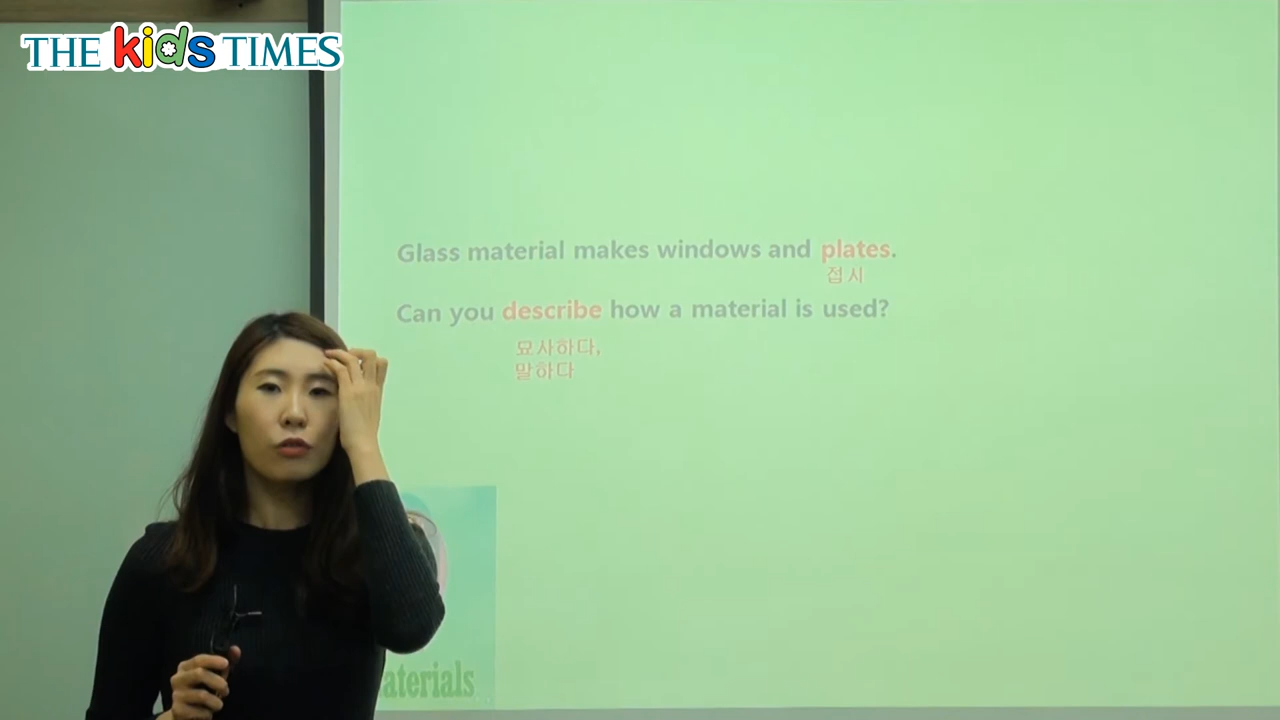 THE kids TIMES
Glass material makes windows and plates.
접시
Can you describe how a material is used?
묘사하다,
말하다
aterials